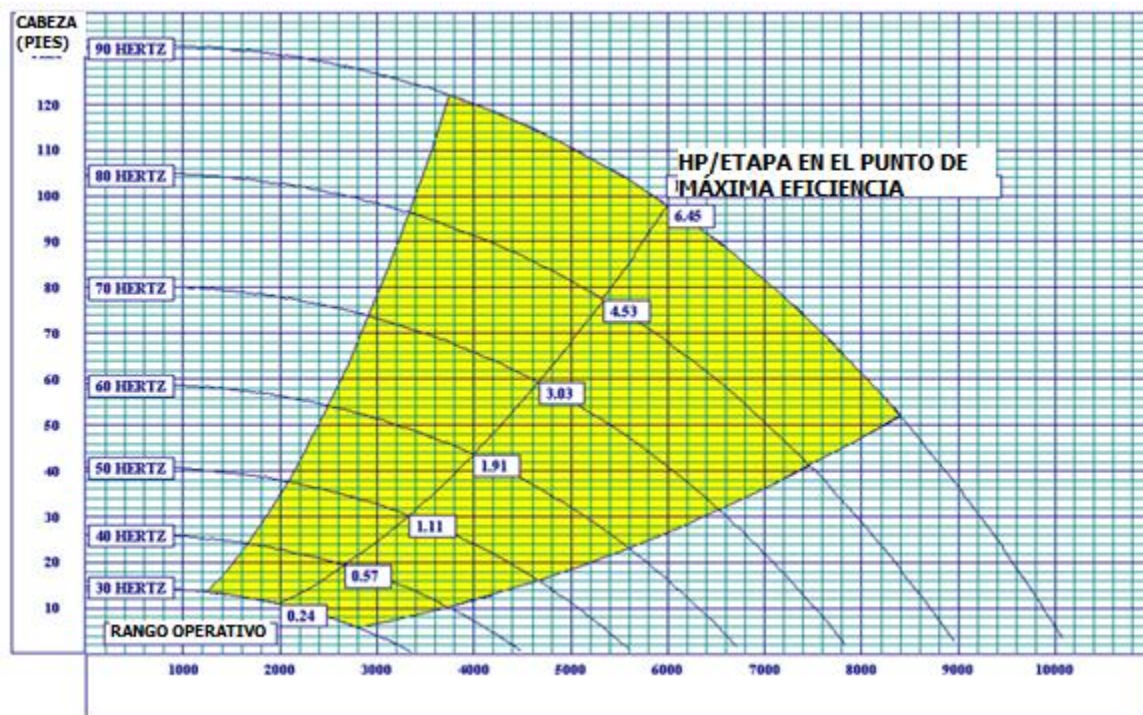 CABEZA
(PIES)
90 HERTZ
120
110
HP/ETAPA EN EL PUNTO DE
MÁXIMA EFICIENCIA
80 HERTZ
100
6.45
90
70 HERTZ
80
4.53
70
60 HERTZ
60
3.03
50
50 HERTZ
40
1.91
30
1.11
40 HERTZ
20
0.57
30 HERTZ
10
0.24
RANGO OPERATIVO
1000 2000 3000 4000 5000 6000 7000 8000 9000 10000